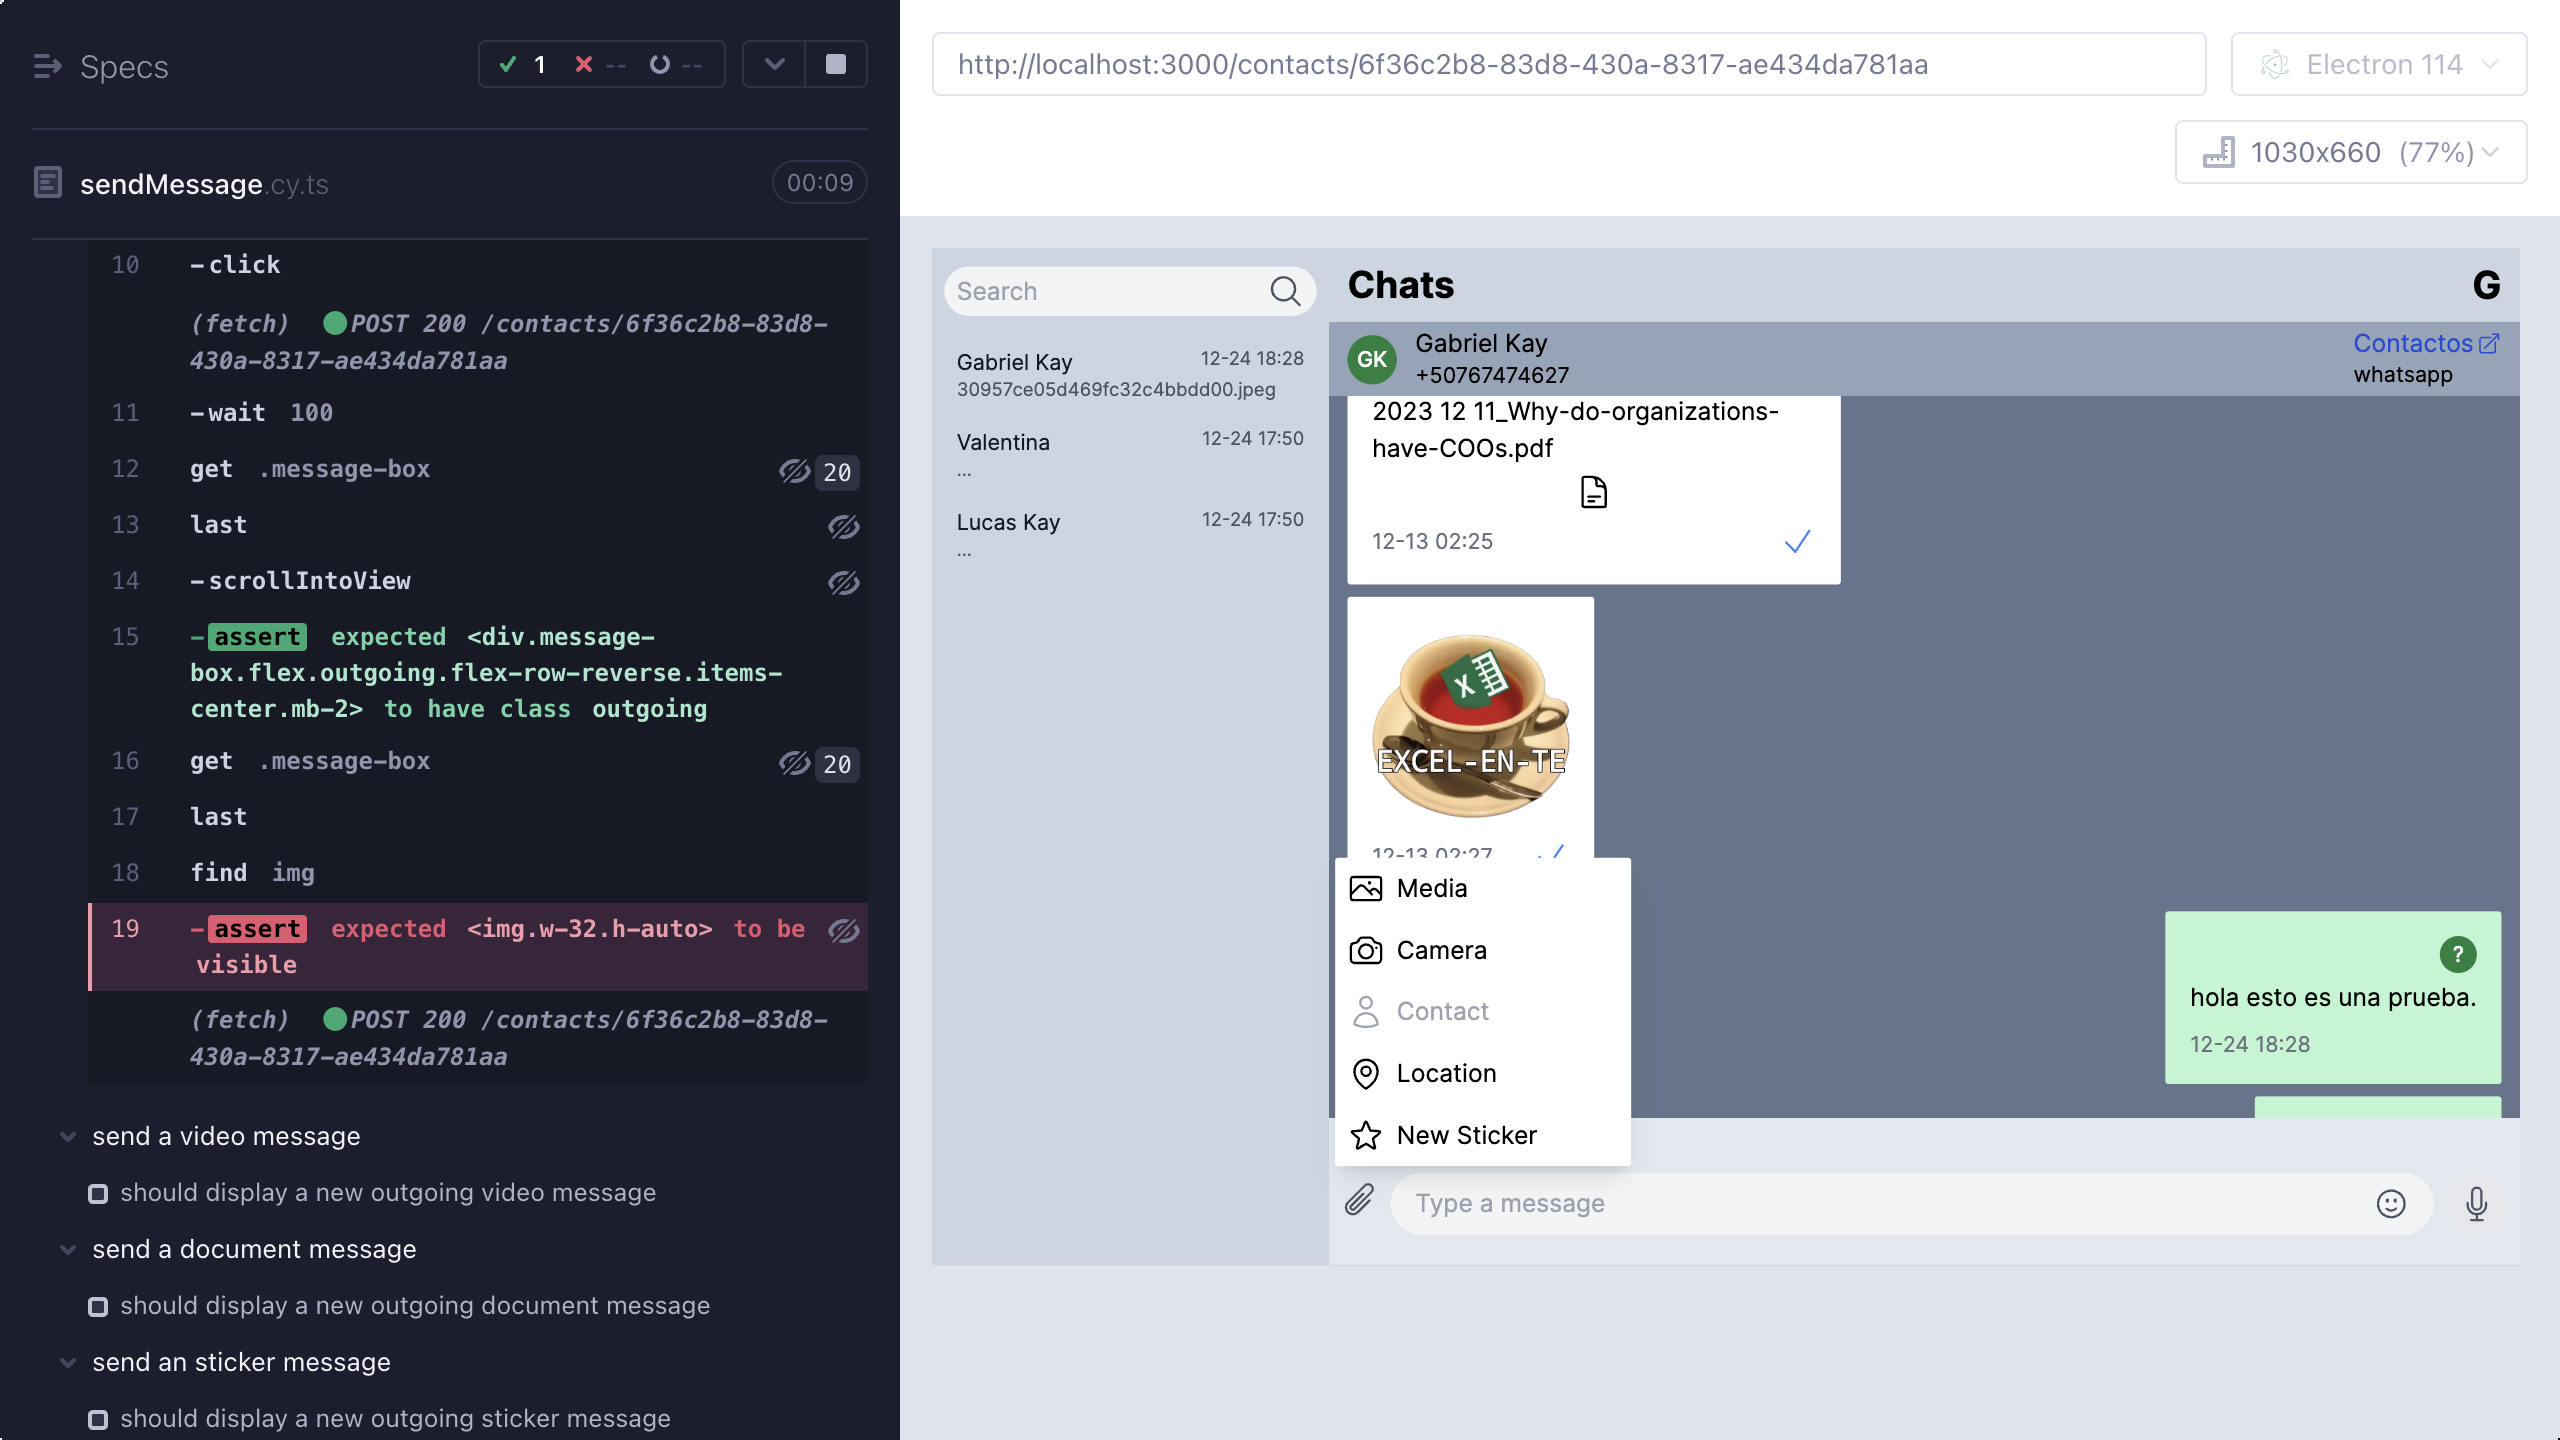 Specs
1 -- --
sendMessage.cy.ts
00:09
10 -click
(fetch) POST 200 /contacts/6f36c2b8-83d8-
430a-8317-ae434da781aa
11 -wait 100
12 get .message-box 20
13 last
14 -scrollIntoView
15 -assert expected <div.message-
box.flex.outgoing.flex-row-reverse.items-
center.mb-2> to have class outgoing
16 get .message-box 20
17 last
18 find img
19 -assert expected <img.w-32.h-auto> to be
visible
(fetch) POST 200 /contacts/6f36c2b8-83d8-
430a-8317-ae434da781aa
send a video message
should display a new outgoing video message
send a document message
should display a new outgoing document message
send an sticker message
should display a new outgoing sticker message
http://localhost:3000/contacts/6f36c2b8-83d8-430a-8317-ae434da781aa
Electron 114
1030x660 (77%)
Search
Gabriel Kay 12-24 18:28
30957ce05d469fc32c4bbdd00.jpeg
Valentina 12-24 17:50
...
Lucas Kay 12-24 17:50
...
Chats
G
GK
Gabriel Kay
+50767474627
Contactos
whatsapp
2023 12 11_Why-do-organizations-
have-COOs.pdf
12-13 02:25
X
EXCEL-EN-TE
12-13 02:27
Media
Camera
Contact
Location
New Sticker
?
hola esto es una prueba.
12-24 18:28
Type a message